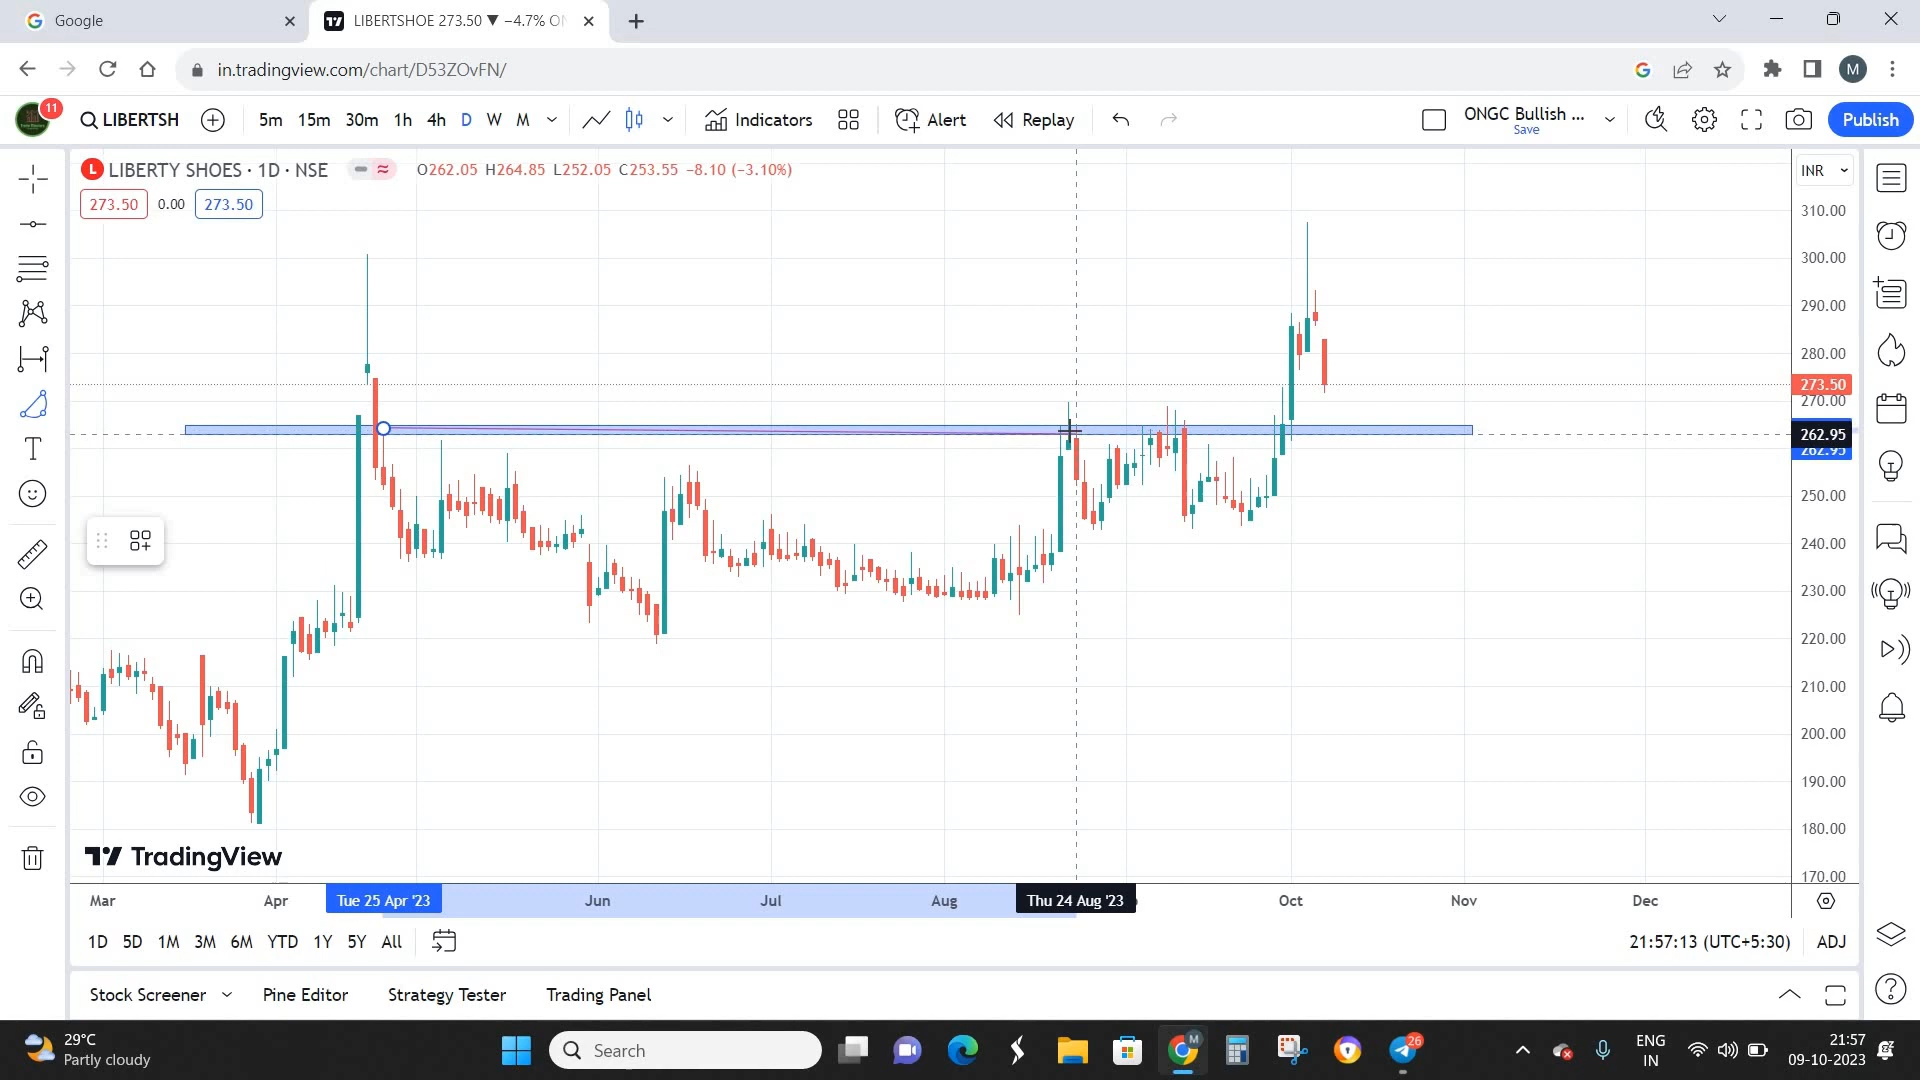 Google
LIBERTSHOE 273.50 ▼ −4.7% ON
in.tradingview.com/chart/D53ZOvFN/
M
11
LIBERTSH
5m 15m 30m 1h 4h D W M
Indicators
Alert
Replay
ONGC Bullish ...
Save
Publish
L LIBERTY SHOES · 1D · NSE
O262.05 H264.85 L252.05 C253.55 −8.10 (−3.10%)
INR
273.50 0.00 273.50
310.00
300.00
290.00
280.00
273.50
270.00
262.95
262.95
250.00
240.00
230.00
220.00
210.00
200.00
190.00
180.00
170.00
TradingView
Mar Apr Tue 25 Apr '23 Jun Jul Aug Thu 24 Aug '23 Oct Nov Dec
1D 5D 1M 3M 6M YTD 1Y 5Y All
21:57:13 (UTC+5:30) ADJ
Stock Screener Pine Editor Strategy Tester Trading Panel
29°C
Partly cloudy
Search
M
26
ENG
IN
21:57
09-10-2023